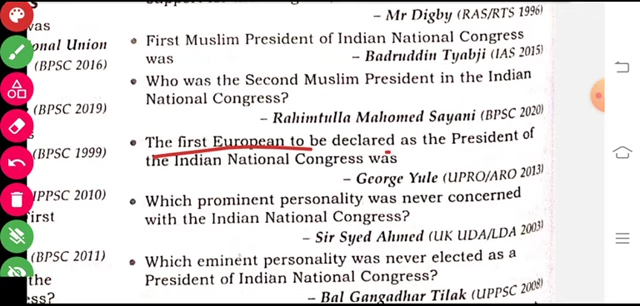 – Mr Digby (RAS/RTS 1996)
was
onal Union
(BPSC 2016)
(BPSC 2019)
(BPSC 1999)
JPPSC 2010)
first
(BPSC 2011)
the
ess?
• First Muslim President of Indian National Congress
was – Badruddin Tyabji (IAS 2015)
• Who was the Second Muslim President in the Indian
National Congress?
– Rahimtulla Mahomed Sayani (BPSC 2020)
• The first European to be declared as the President of
the Indian National Congress was
– George Yule (UPRO/ARO 2013)
• Which prominent personality was never concerned
with the Indian National Congress?
– Sir Syed Ahmed (UK UDA/LDA 2003)
• Which eminent personality was never elected as a
President of Indian National Congress?
– Bal Gangadhar Tilak (UPPSC 2008)